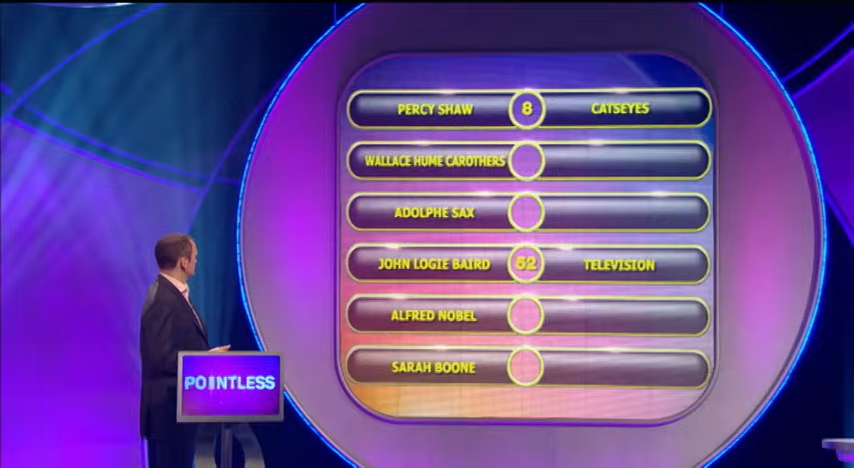 PERCY SHAW 8 CATSEYES
WALLACE HUME CAROTHERS
ADOLPHE SAX
JOHN LOGIE BAIRD 52 TELEVISION
ALFRED NOBEL
SARAH BOONE
POINTLESS